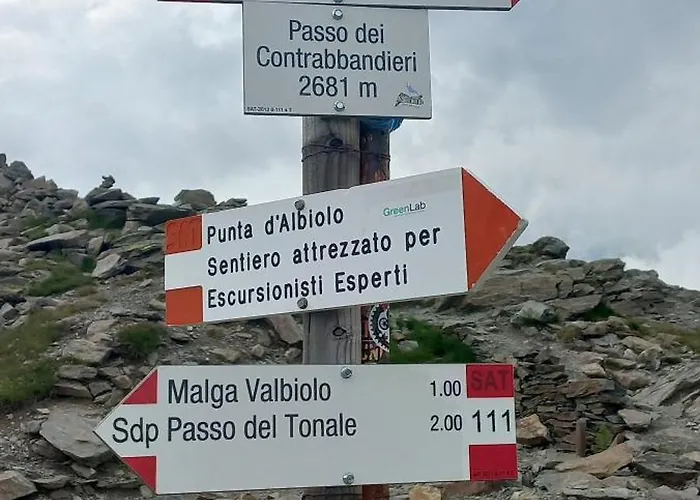 Passo dei
Contrabbandieri
2681 m
GreenLab
Punta d'Albiolo
Sentiero attrezzato per
Escursionisti Esperti
Malga Valbiolo 1.00 SAT
Sdp Passo del Tonale 2.00 111